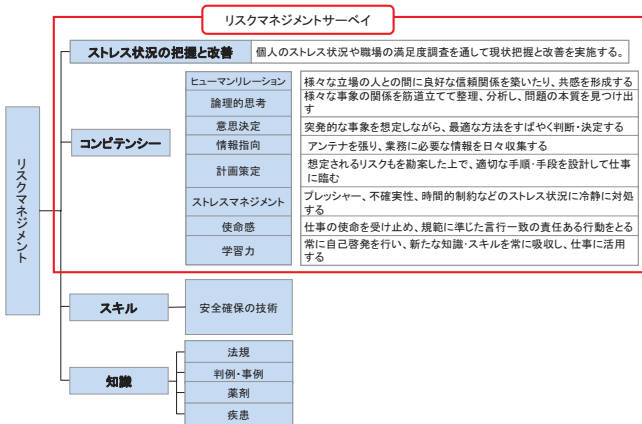 リスクマネジメントサーベイ
ストレス状況の把握と改善
個人のストレス状況や職場の満足度調査を通して現状把握と改善を実施する。
リスクマネジメント
コンピテンシー
ヒューマンリレーション
様々な立場の人との間に良好な信頼関係を築いたり、共感を形成する
論理的思考
様々な事象の関係を筋道立てて整理、分析し、問題の本質を見つけ出
す
意思決定
突発的な事象を想定しながら、最適な方法をすばやく判断・決定する
情報指向
アンテナを張り、業務に必要な情報を日々収集する
計画策定
想定されるリスクもを勘案した上で、適切な手順・手段を設計して仕事
に臨む
ストレスマネジメント
プレッシャー、不確実性、時間的制約などのストレス状況に冷静に対処
する
使命感
仕事の使命を受け止め、規範に準じた言行一致の責任ある行動をとる
学習力
常に自己啓発を行い、新たな知識・スキルを常に吸収し、仕事に活用
する
スキル
安全確保の技術
知識
法規
判例・事例
薬剤
疾患